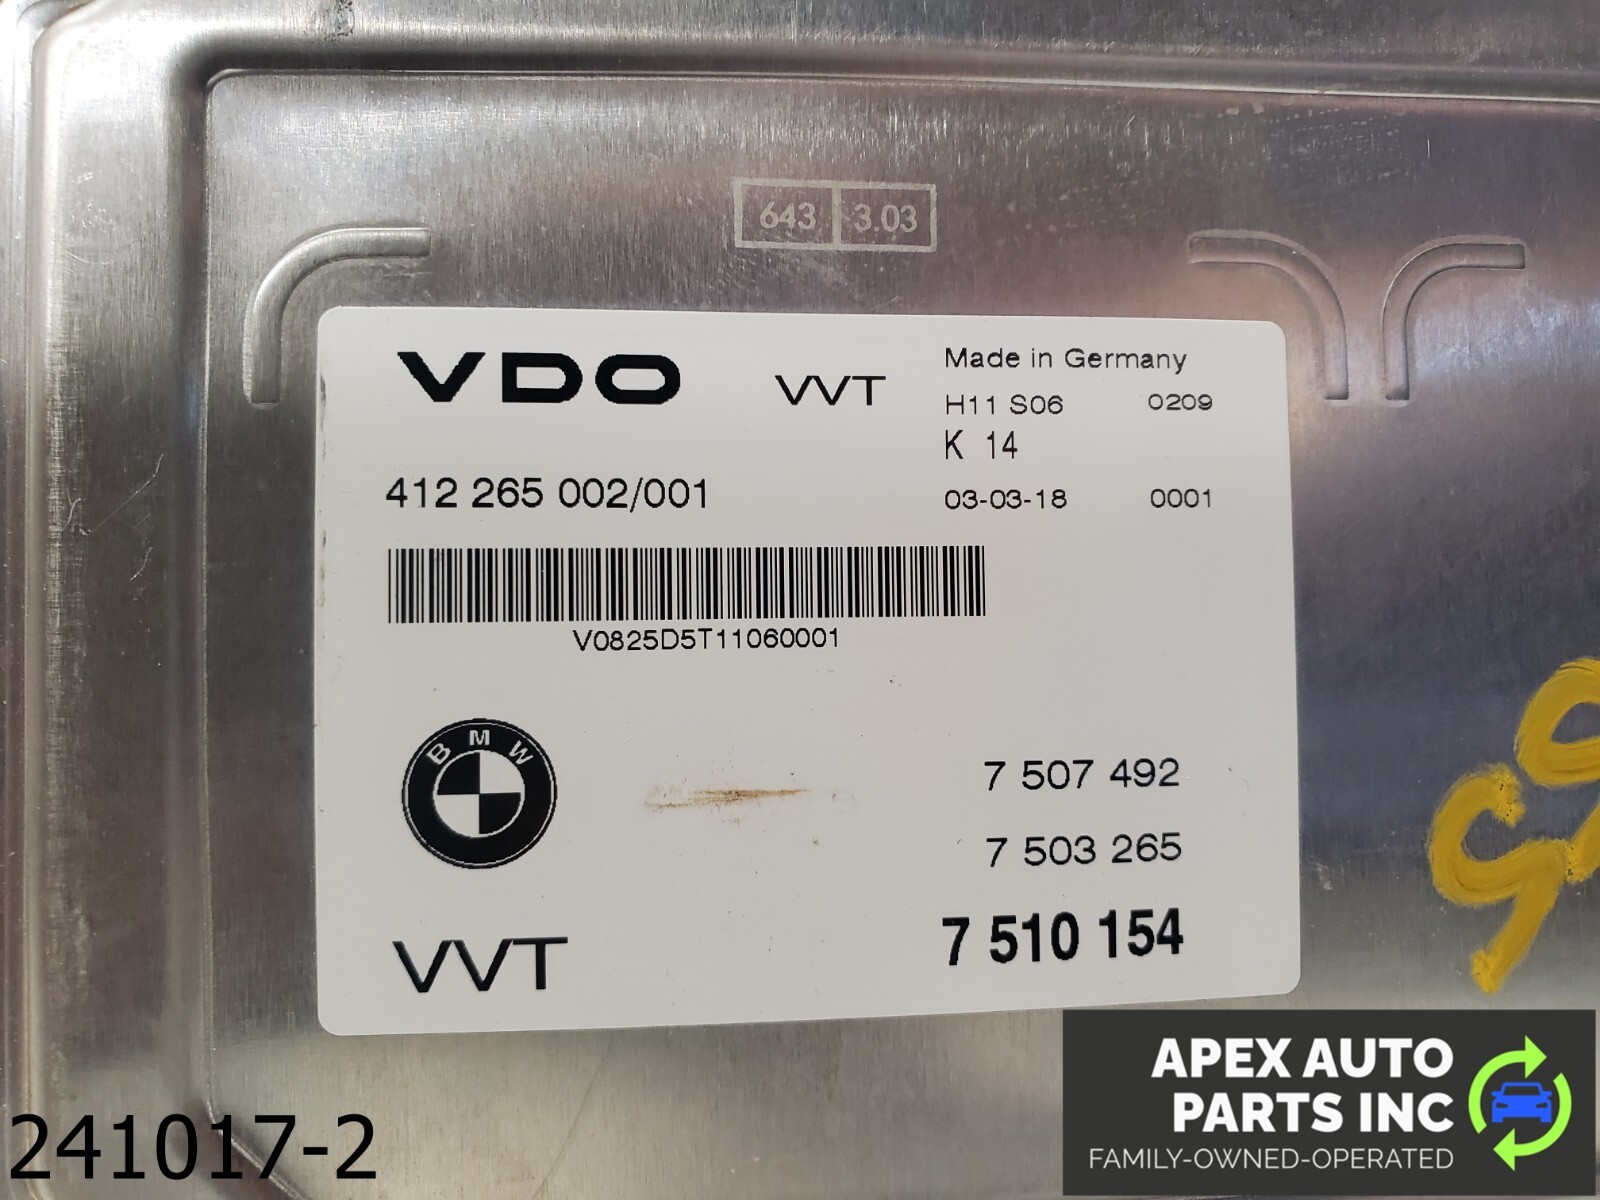 643 3.03
VDO VVT Made in Germany
H11 S06 0209
K 14
412 265 002/001 03-03-18 0001
V0825D5T11060001
BMW
7 507 492
7 503 265
VVT 7 510 154
241017-2
APEX AUTO
PARTS INC
FAMILY-OWNED-OPERATED